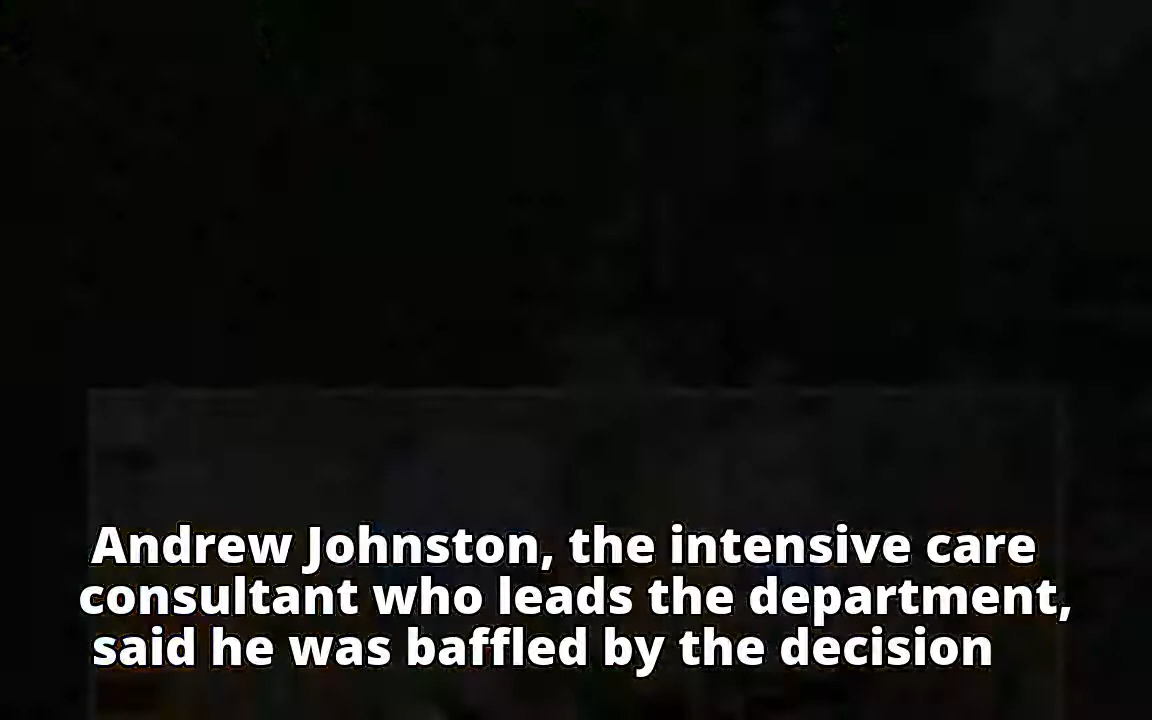 Andrew Johnston, the intensive care
consultant who leads the department,
said he was baffled by the decision